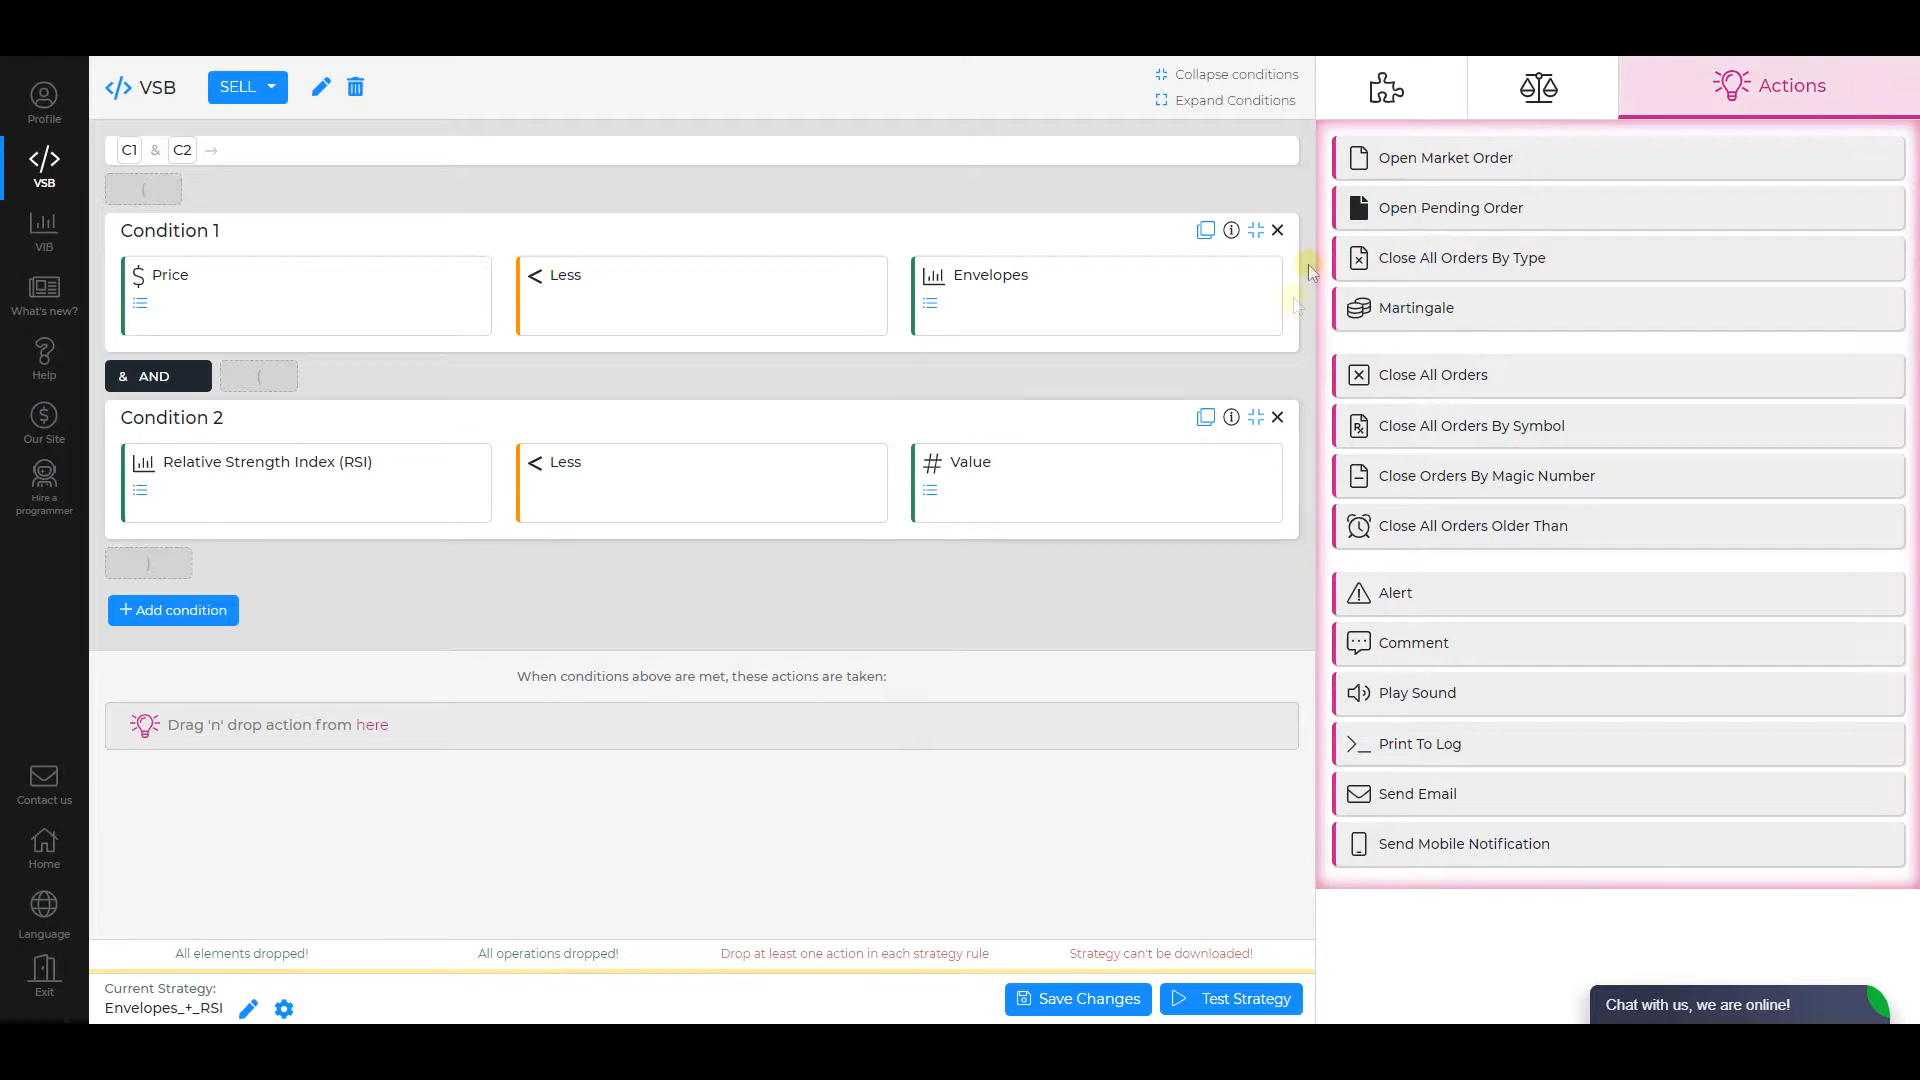 Profile
VSB
VIB
What's new?
Help
Our Site
Hire a
programmer
Contact us
Home
Language
Exit
VSB
SELL
Collapse conditions
Expand Conditions
C1 & C2
(
Condition 1
$ Price
< Less
Envelopes
& AND
(
Condition 2
Relative Strength Index (RSI)
< Less
# Value
)
+ Add condition
When conditions above are met, these actions are taken:
Drag 'n' drop action from here
All elements dropped!
All operations dropped!
Drop at least one action in each strategy rule
Strategy can't be downloaded!
Current Strategy:
Envelopes_+_RSI
Save Changes
Test Strategy
Actions
Open Market Order
Open Pending Order
Close All Orders By Type
Martingale
Close All Orders
Close All Orders By Symbol
Close Orders By Magic Number
Close All Orders Older Than
Alert
Comment
Play Sound
Print To Log
Send Email
Send Mobile Notification
Chat with us, we are online!